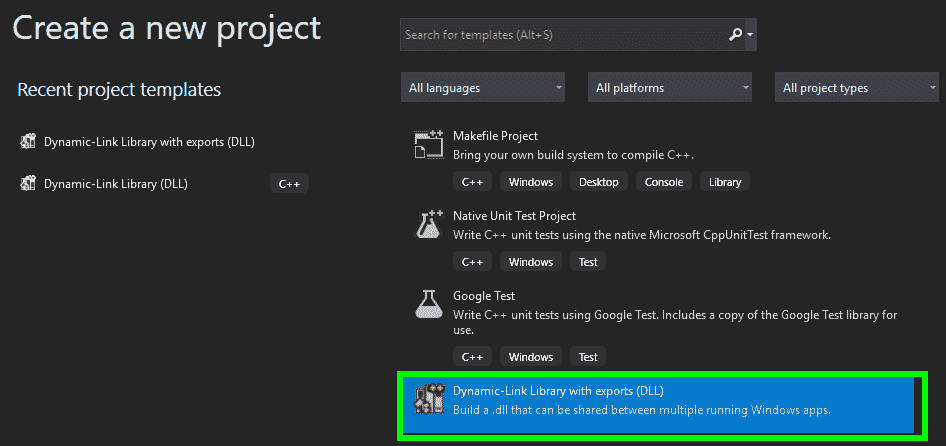 Create a new project
Search for templates (Alt+S)
Recent project templates
All languages
All platforms
All project types
Dynamic-Link Library with exports (DLL)
Dynamic-Link Library (DLL)
C++
Makefile Project
Bring your own build system to compile C++.
C++ Windows Desktop Console Library
Native Unit Test Project
Write C++ unit tests using the native Microsoft CppUnitTest framework.
C++ Windows Test
Google Test
Write C++ unit tests using Google Test. Includes a copy of the Google Test library for
use.
C++ Windows Test
Dynamic-Link Library with exports (DLL)
Build a .dll that can be shared between multiple running Windows apps.